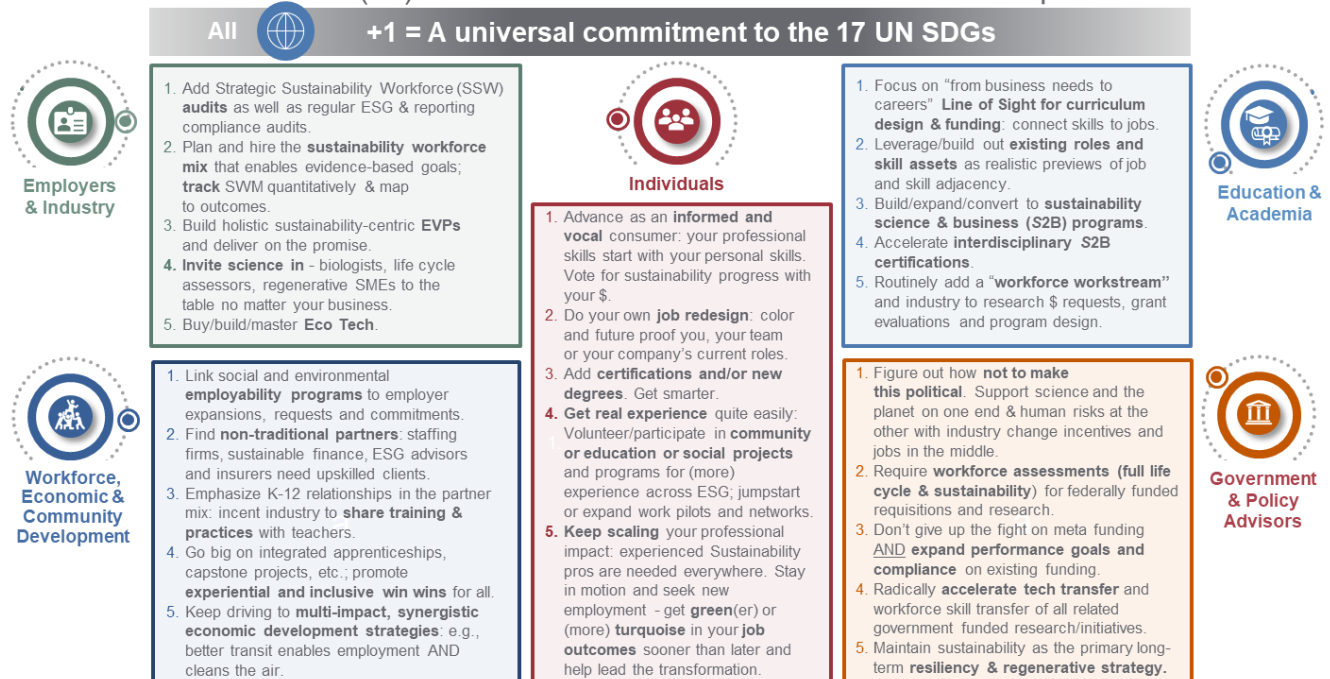 All
+1 = A universal commitment to the 17 UN SDGs
Employers
& Industry
1. Add Strategic Sustainability Workforce (SSW)
audits as well as regular ESG & reporting
compliance audits.
2. Plan and hire the sustainability workforce
mix that enables evidence-based goals;
track SWM quantitatively & map
to outcomes.
3. Build holistic sustainability-centric EVPs
and deliver on the promise.
4. Invite science in - biologists, life cycle
assessors, regenerative SMEs to the
table no matter your business.
5. Buy/build/master Eco Tech.
Individuals
1. Advance as an informed and
vocal consumer: your professional
skills start with your personal skills.
Vote for sustainability progress with
your $.
2. Do your own job redesign: color
and future proof you, your team
or your company's current roles.
3. Add certifications and/or new
degrees. Get smarter.
4. Get real experience quite easily:
Volunteer/participate in community
or education or social projects
and programs for (more)
experience across ESG; jumpstart
or expand work pilots and networks.
5. Keep scaling your professional
impact: experienced Sustainability
pros are needed everywhere. Stay
in motion and seek new
employment - get green(er) or
(more) turquoise in your job
outcomes sooner than later and
help lead the transformation.
1. Focus on "from business needs to
careers" Line of Sight for curriculum
design & funding: connect skills to jobs.
2. Leverage/build out existing roles and
skill assets as realistic previews of job
and skill adjacency.
3. Build/expand/convert to sustainability
science & business (S2B) programs.
4. Accelerate interdisciplinary S2B
certifications.
5. Routinely add a "workforce workstream"
and industry to research $ requests, grant
evaluations and program design.
Education &
Academia
Workforce,
Economic &
Community
Development
1. Link social and environmental
employability programs to employer
expansions, requests and commitments.
2. Find non-traditional partners: staffing
firms, sustainable finance, ESG advisors
and insurers need upskilled clients.
3. Emphasize K-12 relationships in the partner
mix: incent industry to share training &
practices with teachers.
4. Go big on integrated apprenticeships,
capstone projects, etc.; promote
experiential and inclusive win wins for all.
5. Keep driving to multi-impact, synergistic
economic development strategies: e.g.,
better transit enables employment AND
cleans the air.
1. Figure out how not to make
this political. Support science and the
planet on one end & human risks at the
other with industry change incentives and
jobs in the middle.
2. Require workforce assessments (full life
cycle & sustainability) for federally funded
requisitions and research.
3. Don't give up the fight on meta funding
AND expand performance goals and
compliance on existing funding.
4. Radically accelerate tech transfer and
workforce skill transfer of all related
government funded research/initiatives.
5. Maintain sustainability as the primary long-
term resiliency & regenerative strategy.
Government
& Policy
Advisors